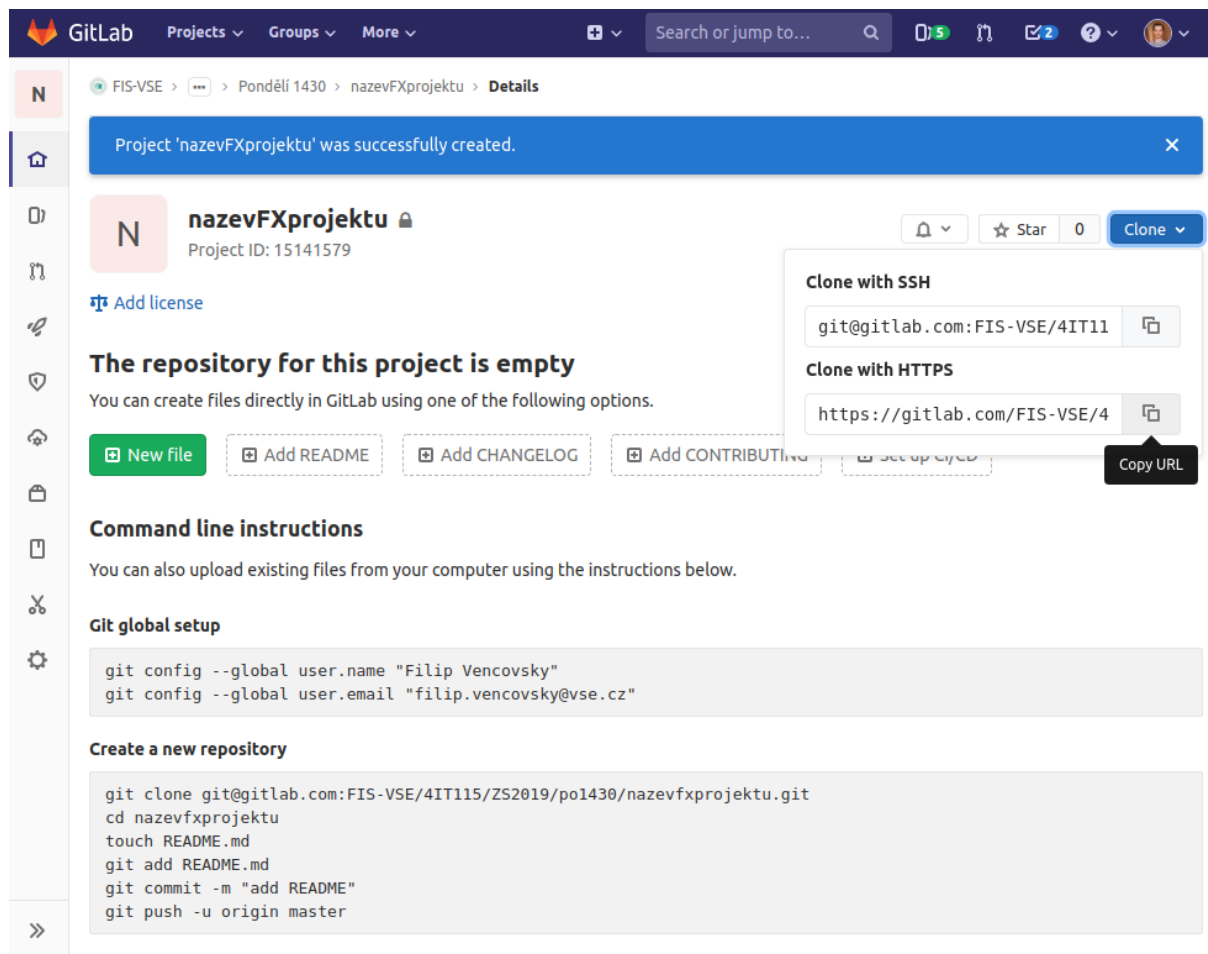 GitLab Projects Groups More Search or jump to... 5 2
N FIS-VSE > ••• > Pondělí 1430 > nazevFXprojektu > Details
Project 'nazevFXprojektu' was successfully created.
N
nazevFXprojektu
Project ID: 15141579
Star 0 Clone
Add license
Clone with SSH
git@gitlab.com:FIS-VSE/4IT11
Clone with HTTPS
https://gitlab.com/FIS-VSE/4
Copy URL
The repository for this project is empty
You can create files directly in GitLab using one of the following options.
New file Add README Add CHANGELOG Add CONTRIBUTING Set up CI/CD
Command line instructions
You can also upload existing files from your computer using the instructions below.
Git global setup
git config --global user.name "Filip Vencovsky"
git config --global user.email "filip.vencovsky@vse.cz"
Create a new repository
git clone git@gitlab.com:FIS-VSE/4IT115/ZS2019/po1430/nazevfxprojektu.git
cd nazevfxprojektu
touch README.md
git add README.md
git commit -m "add README"
git push -u origin master